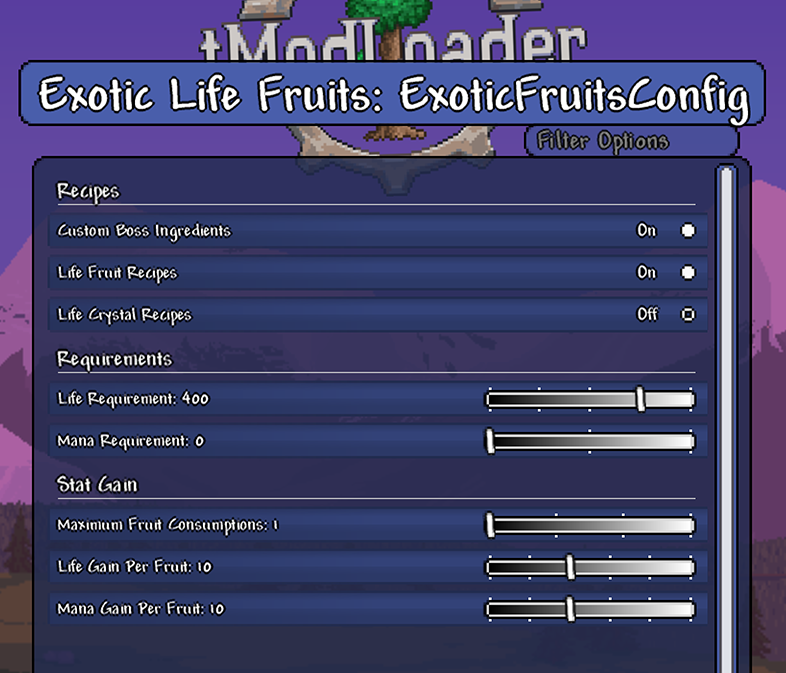 tModLoader
Exotic Life Fruits: ExoticFruitsConfig
Filter Options
Recipes
Custom Boss Ingredients On
Life Fruit Recipes On
Life Crystal Recipes Off
Requirements
Life Requirement: 400
Mana Requirement: 0
Stat Gain
Maximum Fruit Consumptions: 1
Life Gain Per Fruit: 10
Mana Gain Per Fruit: 10